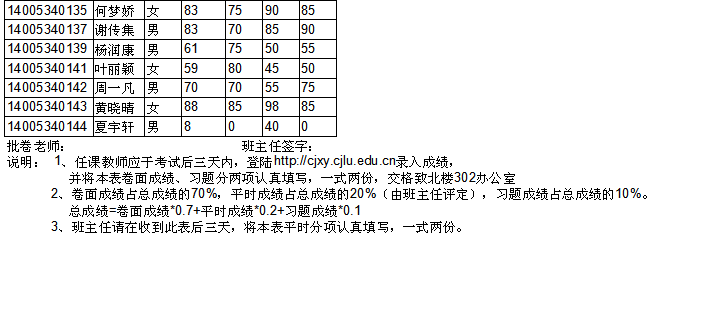 14005340135 何梦娇 女 83 75 90 85
14005340137 谢传集 男 83 70 85 90
14005340139 杨润康 男 61 75 50 55
14005340141 叶丽颖 女 59 80 45 50
14005340142 周一凡 男 70 70 55 75
14005340143 黄晓晴 女 88 85 98 85
14005340144 夏宇轩 男 8 0 40 0
批卷老师： 班主任签字：
说明： 1、任课教师应于考试后三天内，登陆http://cjxy.cjlu.edu.cn录入成绩，
并将本表卷面成绩、习题分两项认真填写，一式两份，交格致北楼302办公室
2、卷面成绩占总成绩的70%，平时成绩占总成绩的20%（由班主任评定），习题成绩占总成绩的10%。
总成绩=卷面成绩*0.7+平时成绩*0.2+习题成绩*0.1
3、班主任请在收到此表后三天，将本表平时分项认真填写，一式两份。